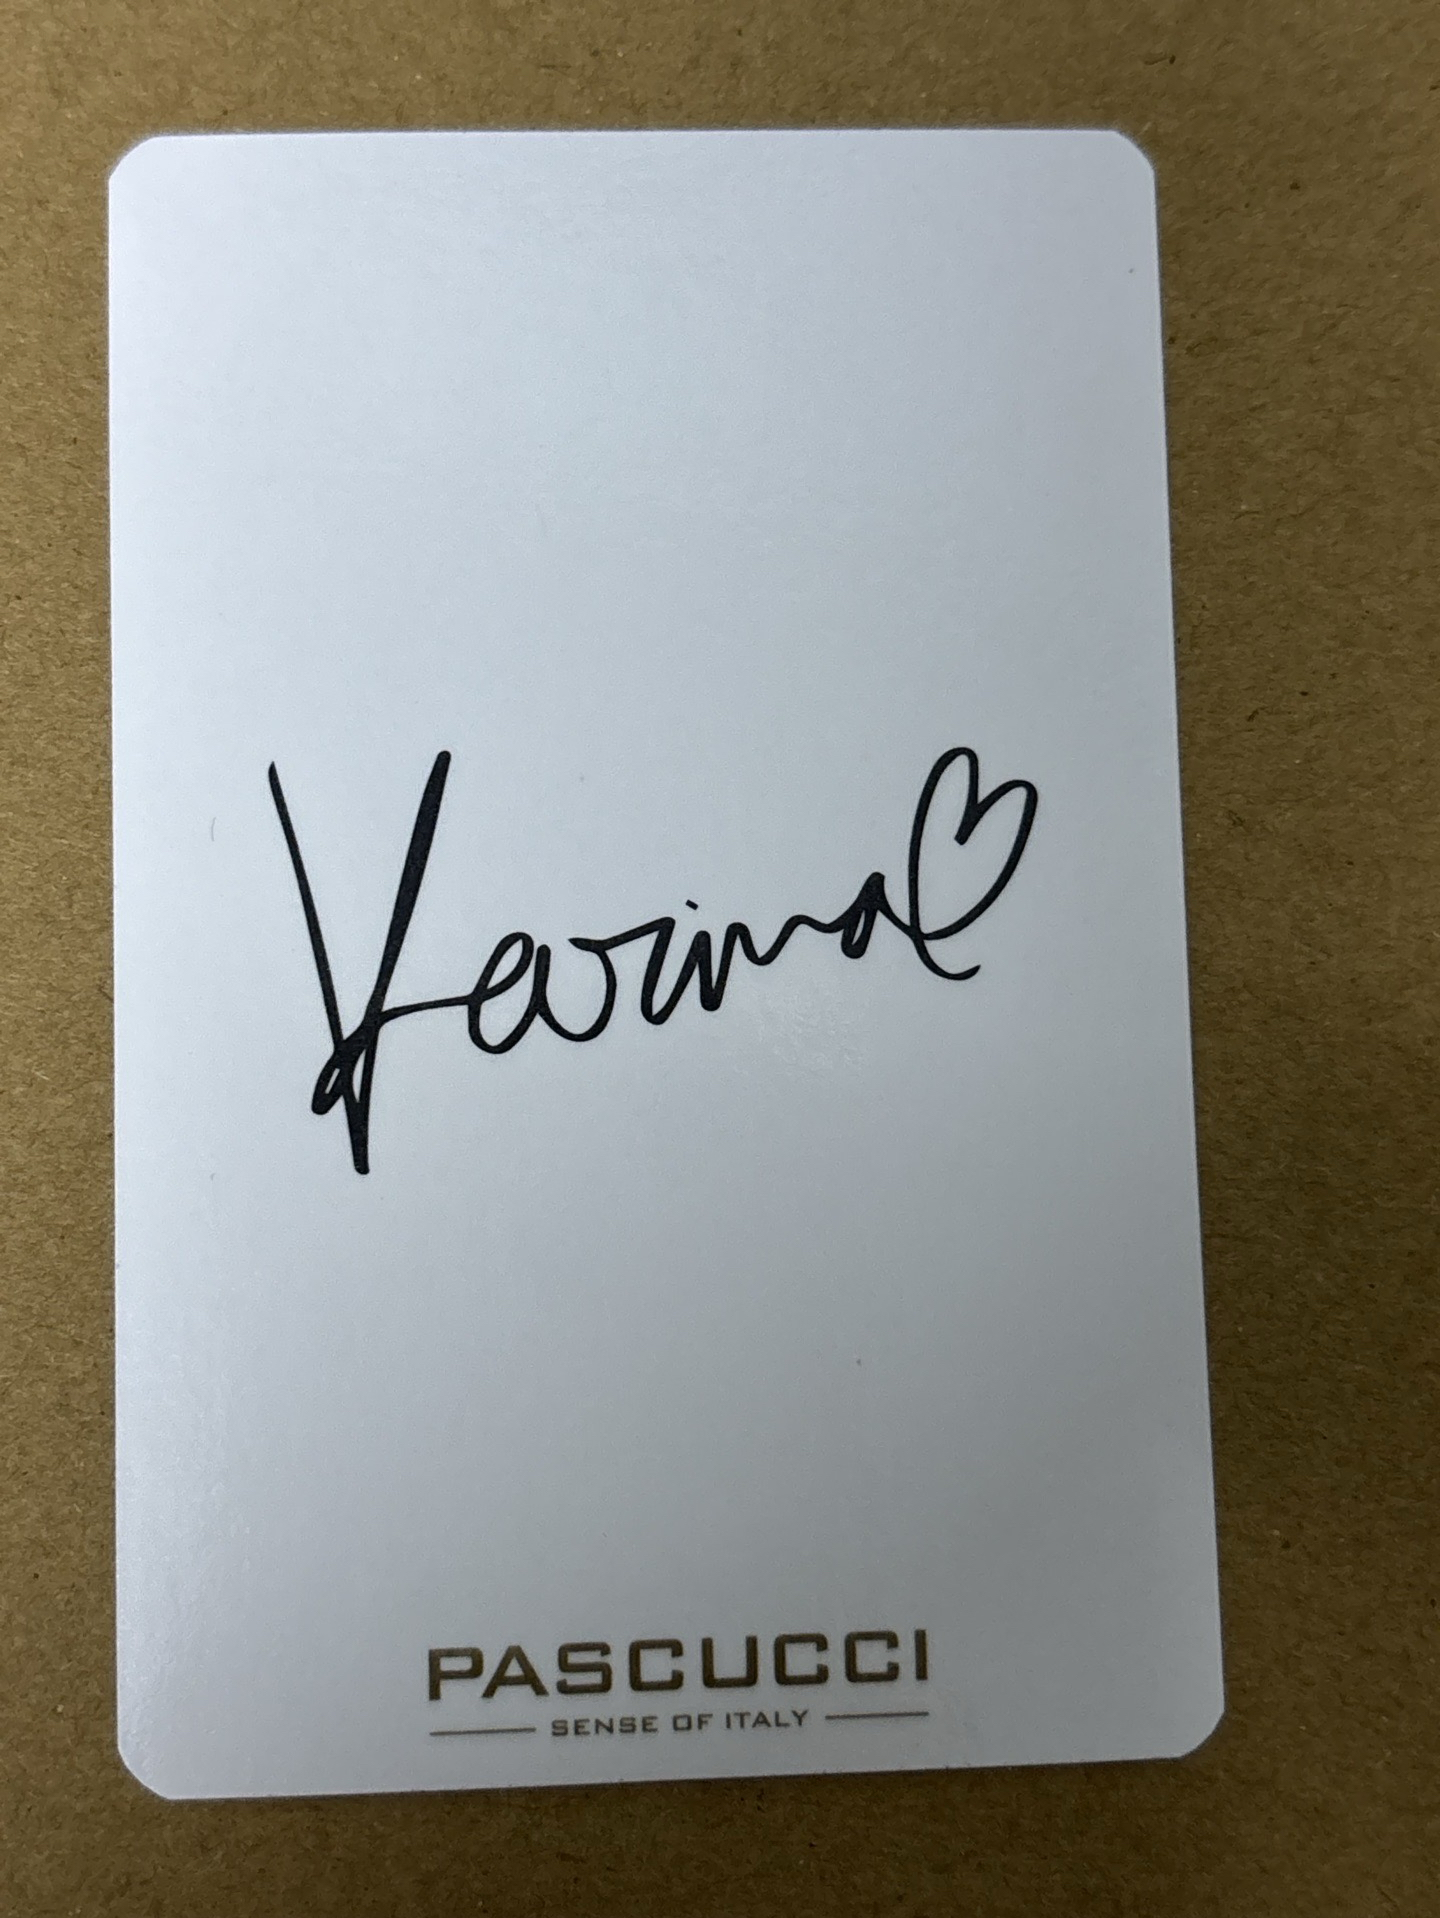 Karina
PASCUCCI
SENSE OF ITALY